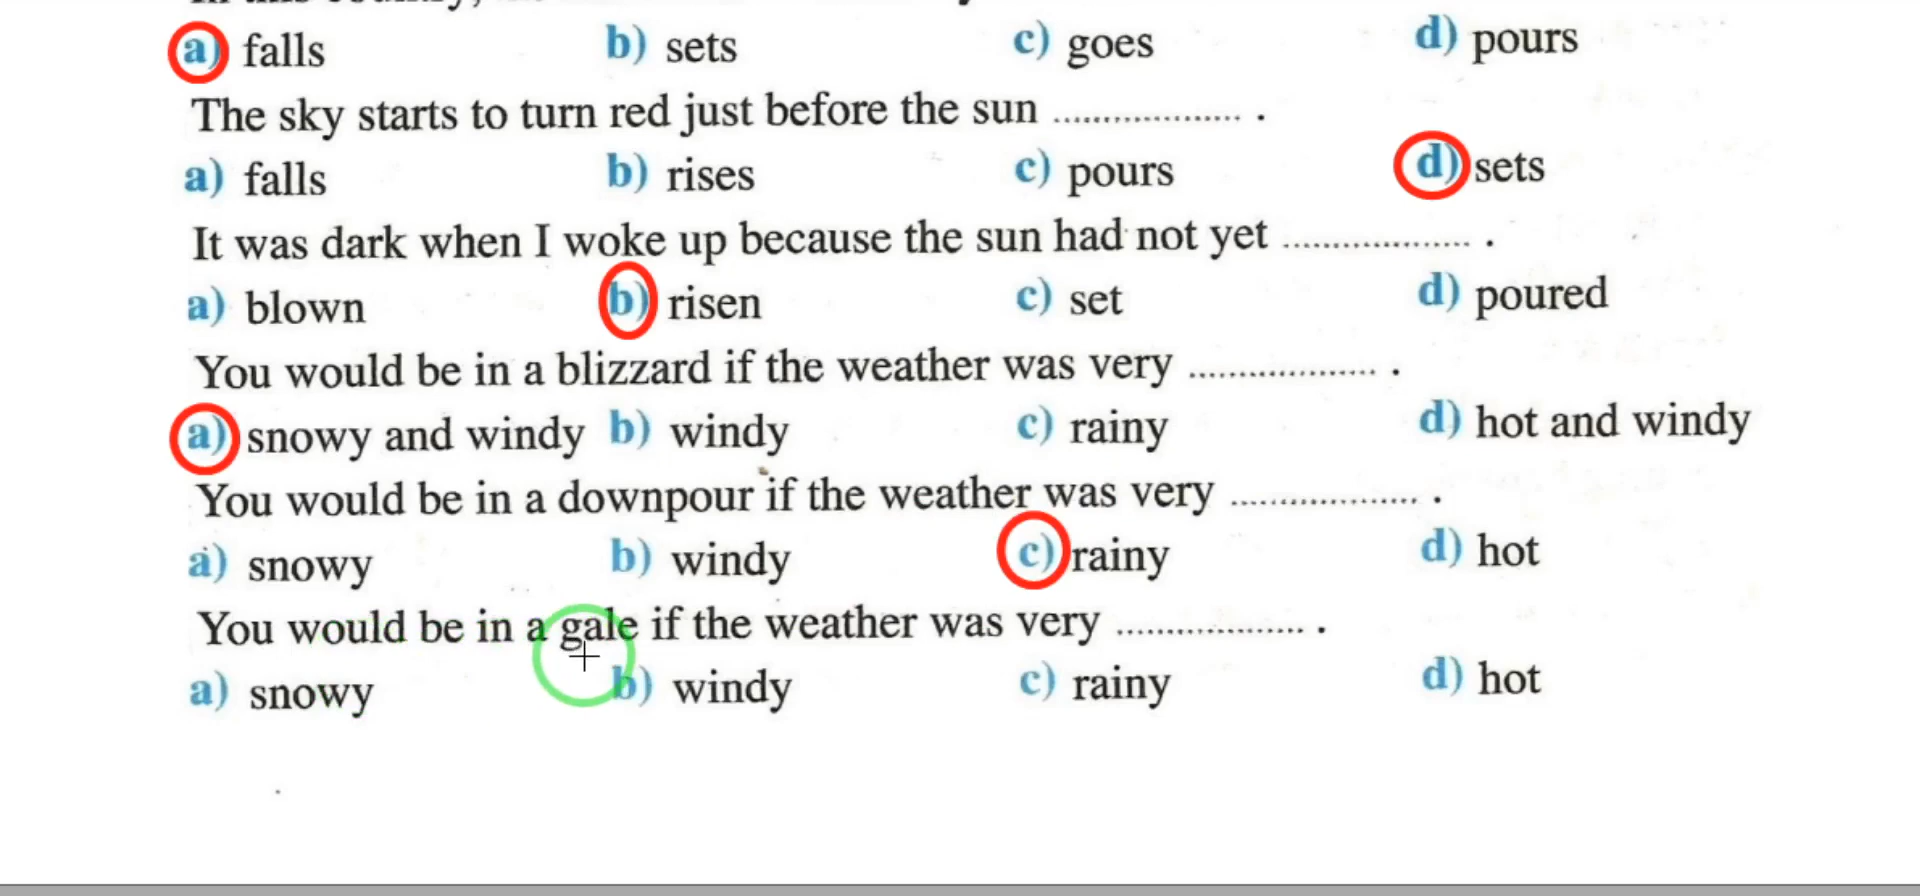 a) falls b) sets c) goes d) pours
The sky starts to turn red just before the sun .................... .
a) falls b) rises c) pours d) sets
It was dark when I woke up because the sun had not yet .................... .
a) blown b) risen c) set d) poured
You would be in a blizzard if the weather was very .................... .
a) snowy and windy b) windy c) rainy d) hot and windy
You would be in a downpour if the weather was very .................... .
a) snowy b) windy c) rainy d) hot
You would be in a gale if the weather was very .................... .
a) snowy b) windy c) rainy d) hot